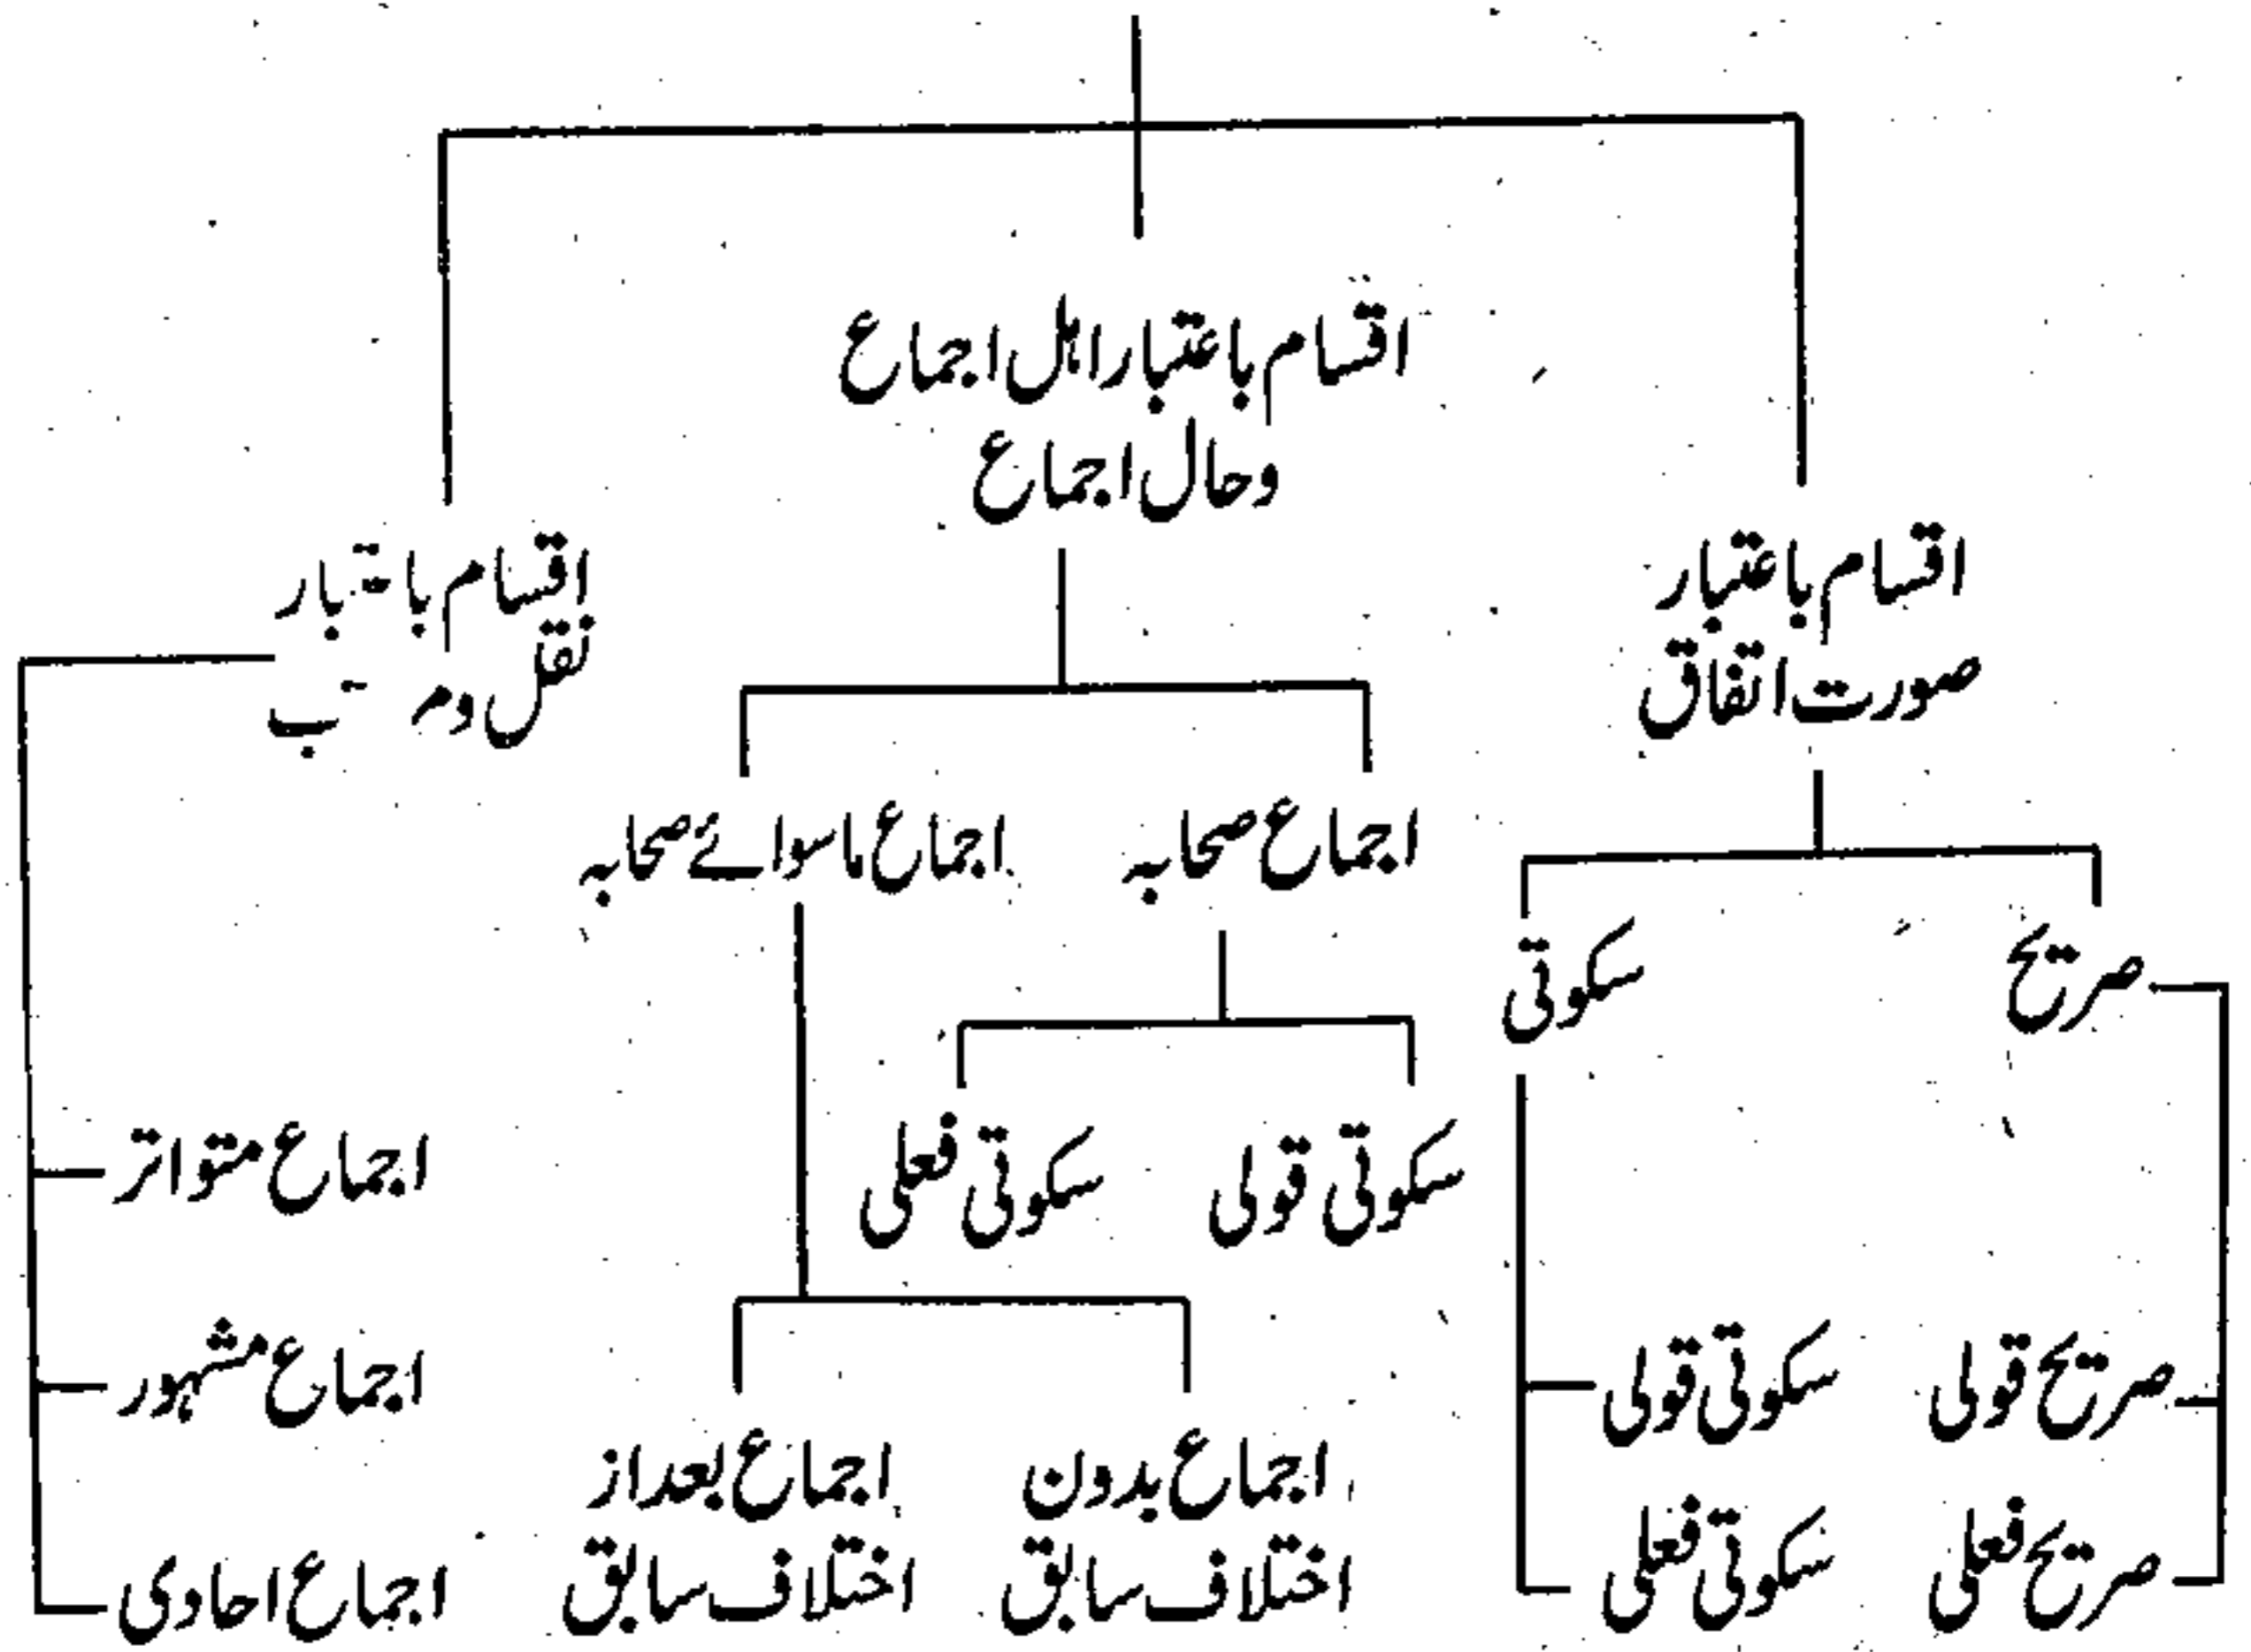 اقسام باعتبار اہل اجماع
وحال اجماع
اقسام باعتبار
صورت اتفاق
اقسام
نقل
اجماع صحابہ
اجماع ماسوائے صحابہ
صریح
سکوتی
سکوتی قولی
سکوتی فعلی
اجماع متواتر
صریح قولی
سکوتی قولی
اجماع مشہور
اجماع بدون
اختلاف سابق
اجماع بعد از
اختلاف سابق
صریح فعلی
سکوتی فعلی
اجماع احادی